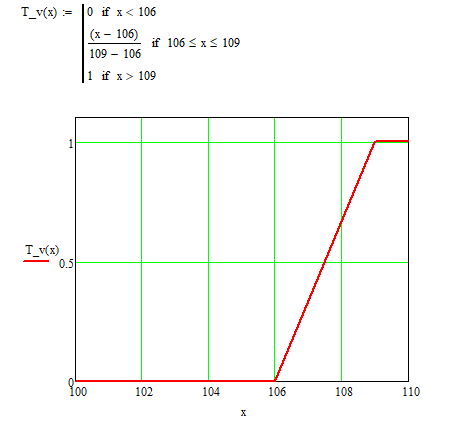 T_v(x) := 0 if x < 106
(x − 106)
109 − 106
if 106 ≤ x ≤ 109
1 if x > 109
1
T_v(x)
0.5
0
100 102 104 106 108 110
x